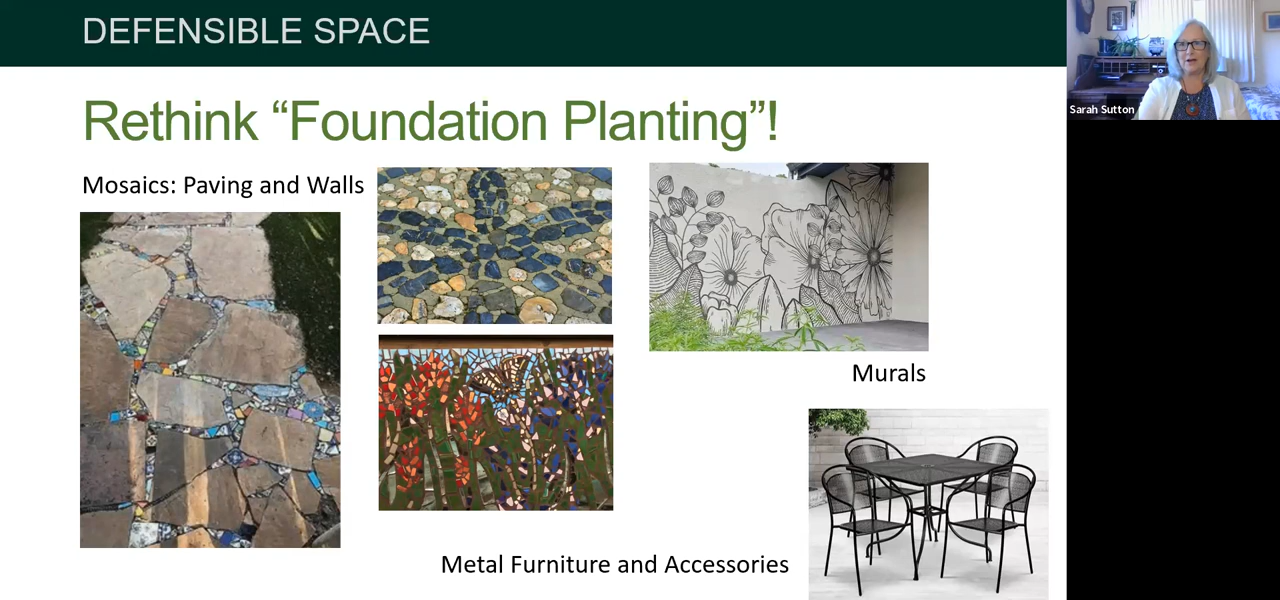 DEFENSIBLE SPACE
Rethink “Foundation Planting”!
Mosaics: Paving and Walls
Murals
Metal Furniture and Accessories
Sarah Sutton